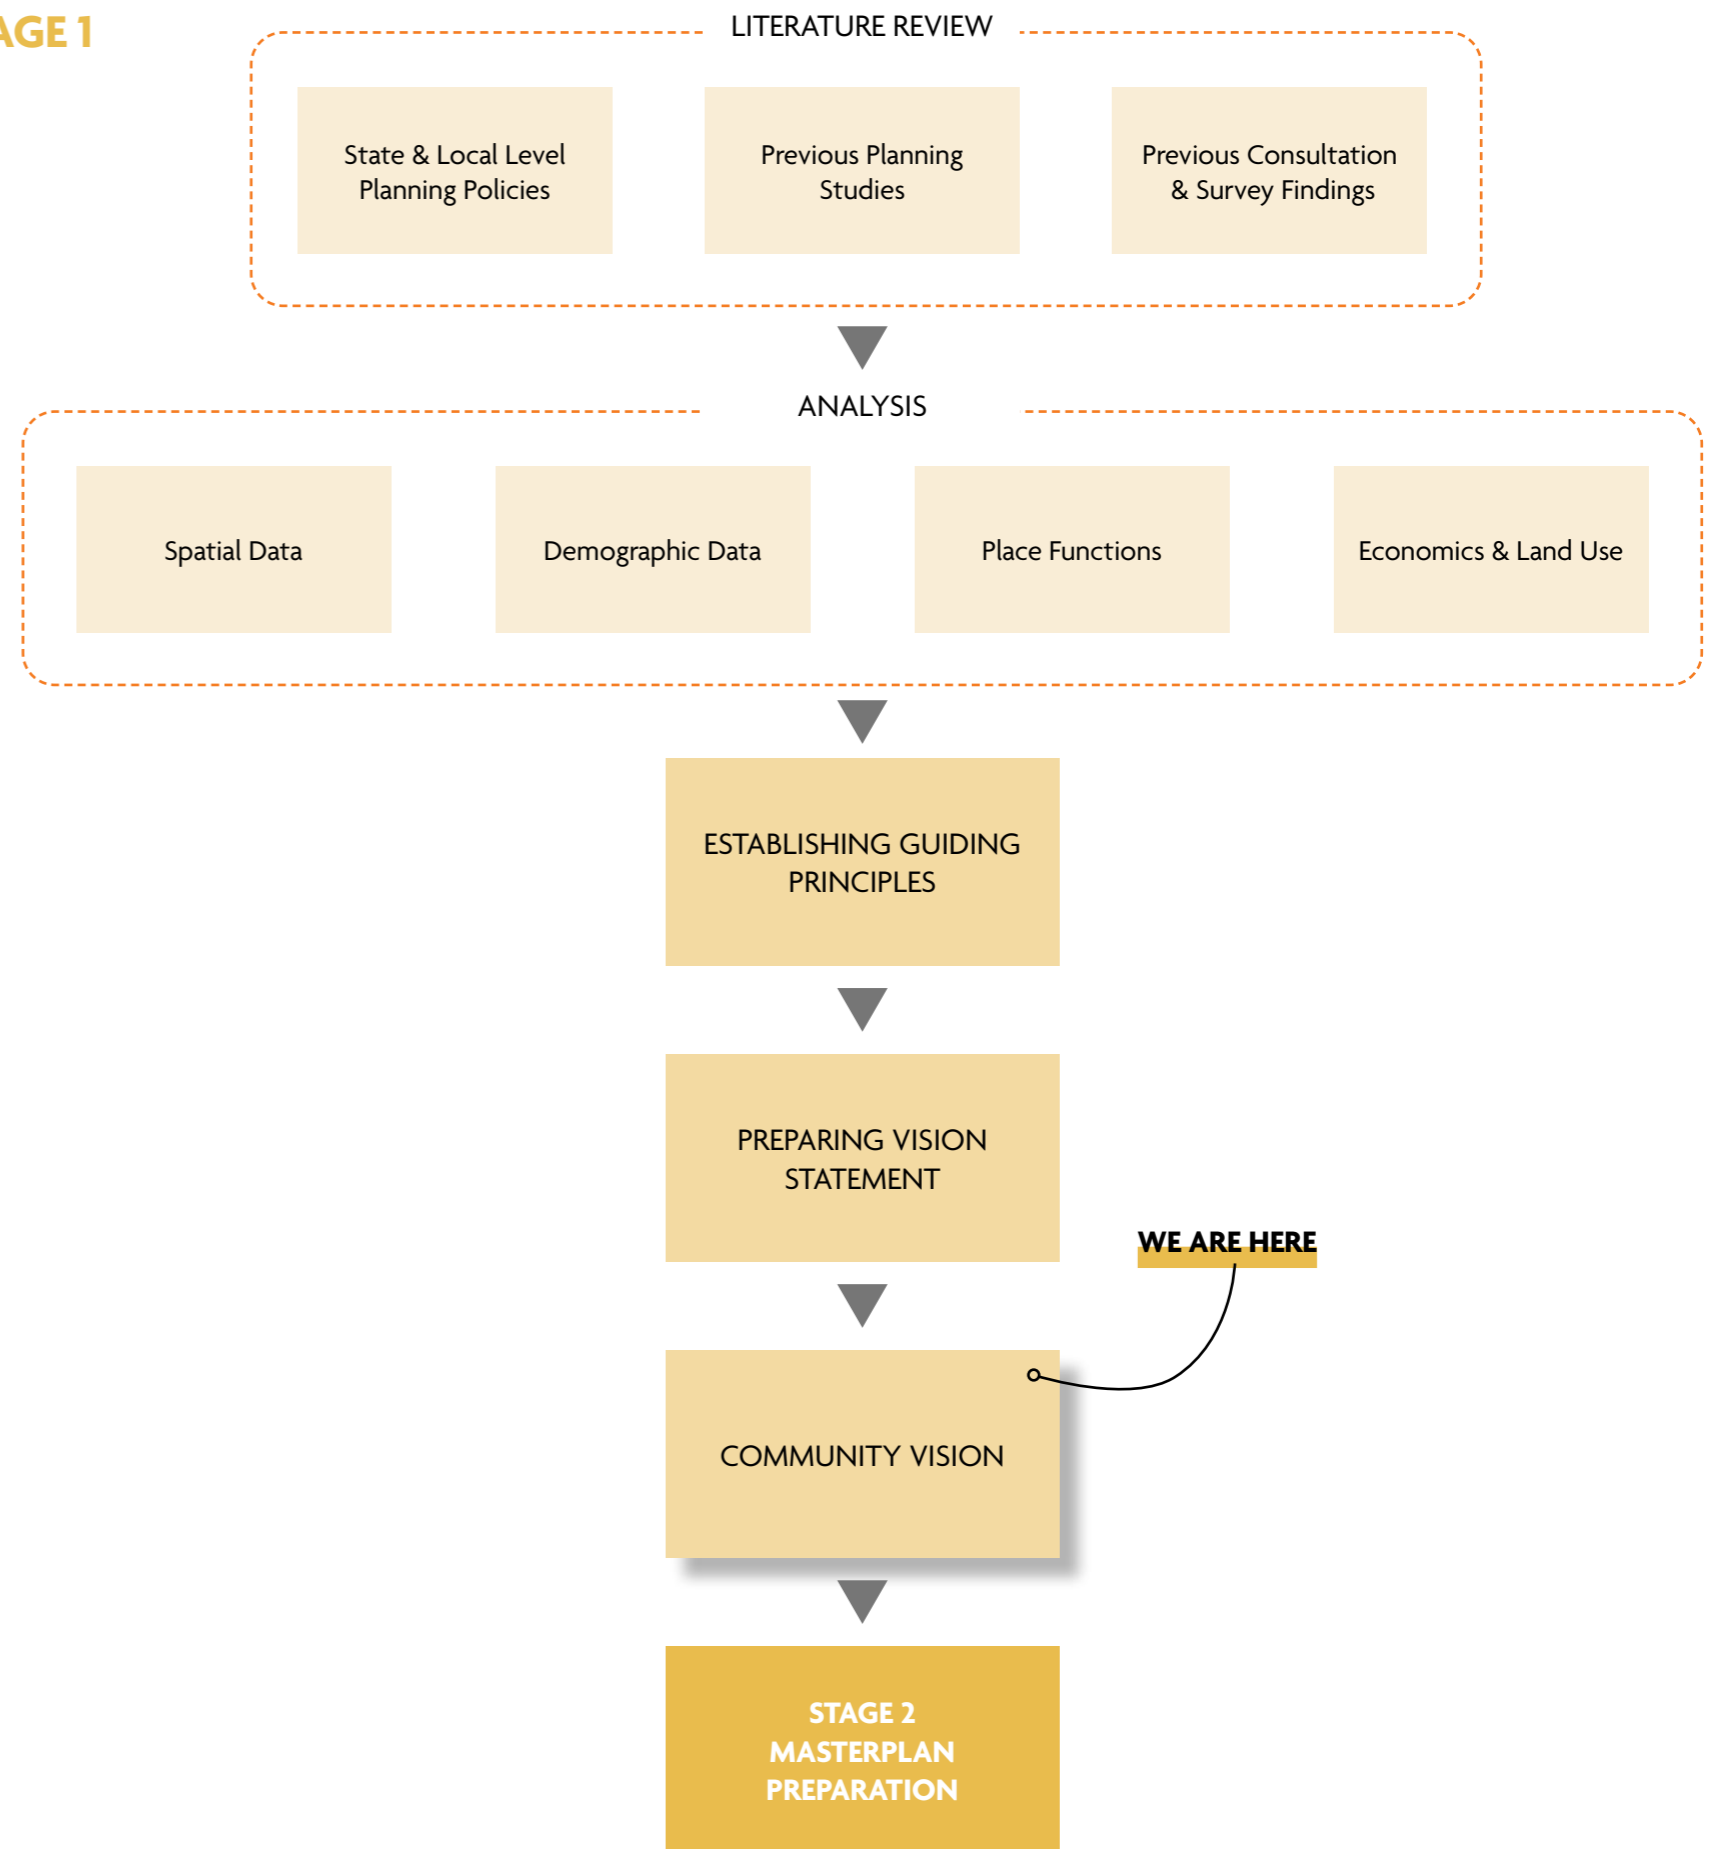 AGE 1
LITERATURE REVIEW
State & Local Level
Planning Policies
Previous Planning
Studies
Previous Consultation
& Survey Findings
ANALYSIS
Spatial Data
Demographic Data
Place Functions
Economics & Land Use
ESTABLISHING GUIDING
PRINCIPLES
PREPARING VISION
STATEMENT
WE ARE HERE
COMMUNITY VISION
STAGE 2
MASTERPLAN
PREPARATION